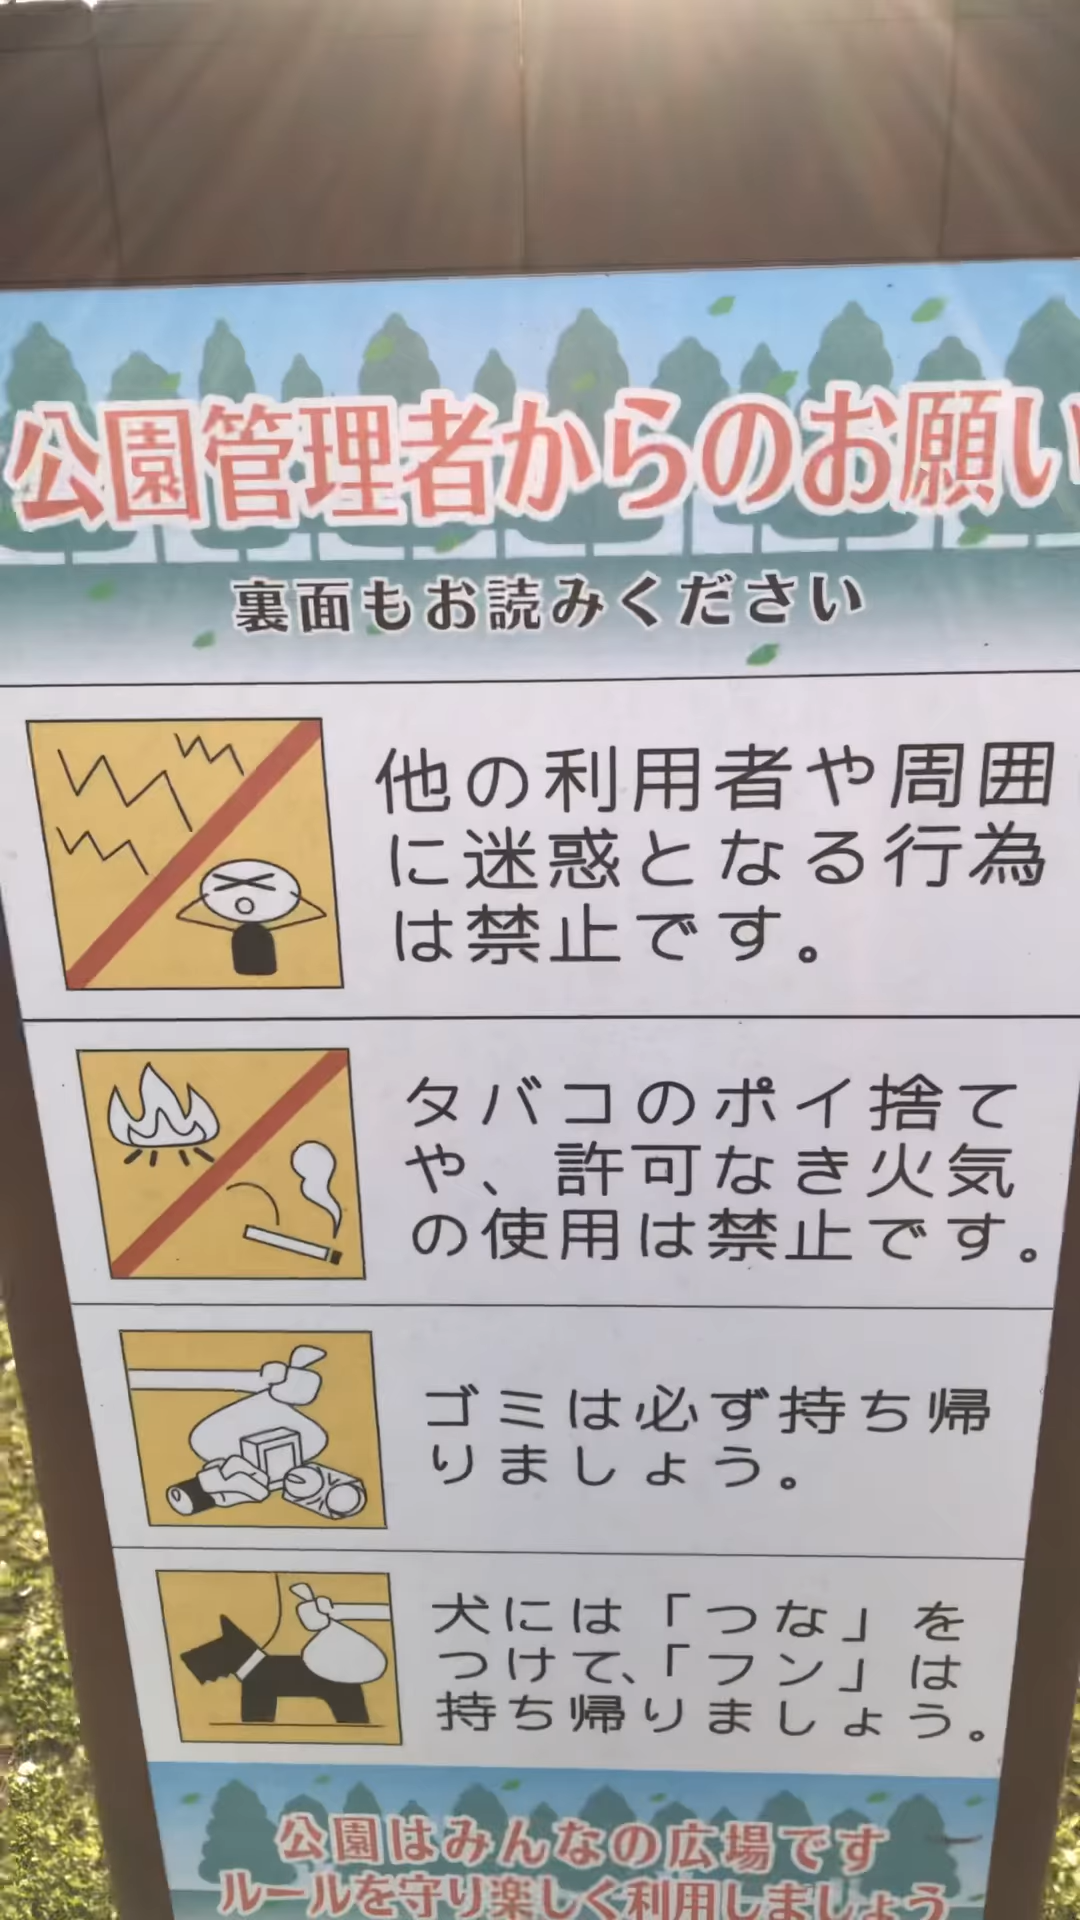 公園管理者からのお願い
裏面もお読みください
他の利用者や周囲
に迷惑となる行為
は禁止です。
タバコのポイ捨て
や、許可なき火気
の使用は禁止です。
ゴミは必ず持ち帰
りましょう。
犬には「つな」を
つけて、「フン」は
持ち帰りましょう。
公園はみんなの広場です
ルールを守り楽しく利用しましょう